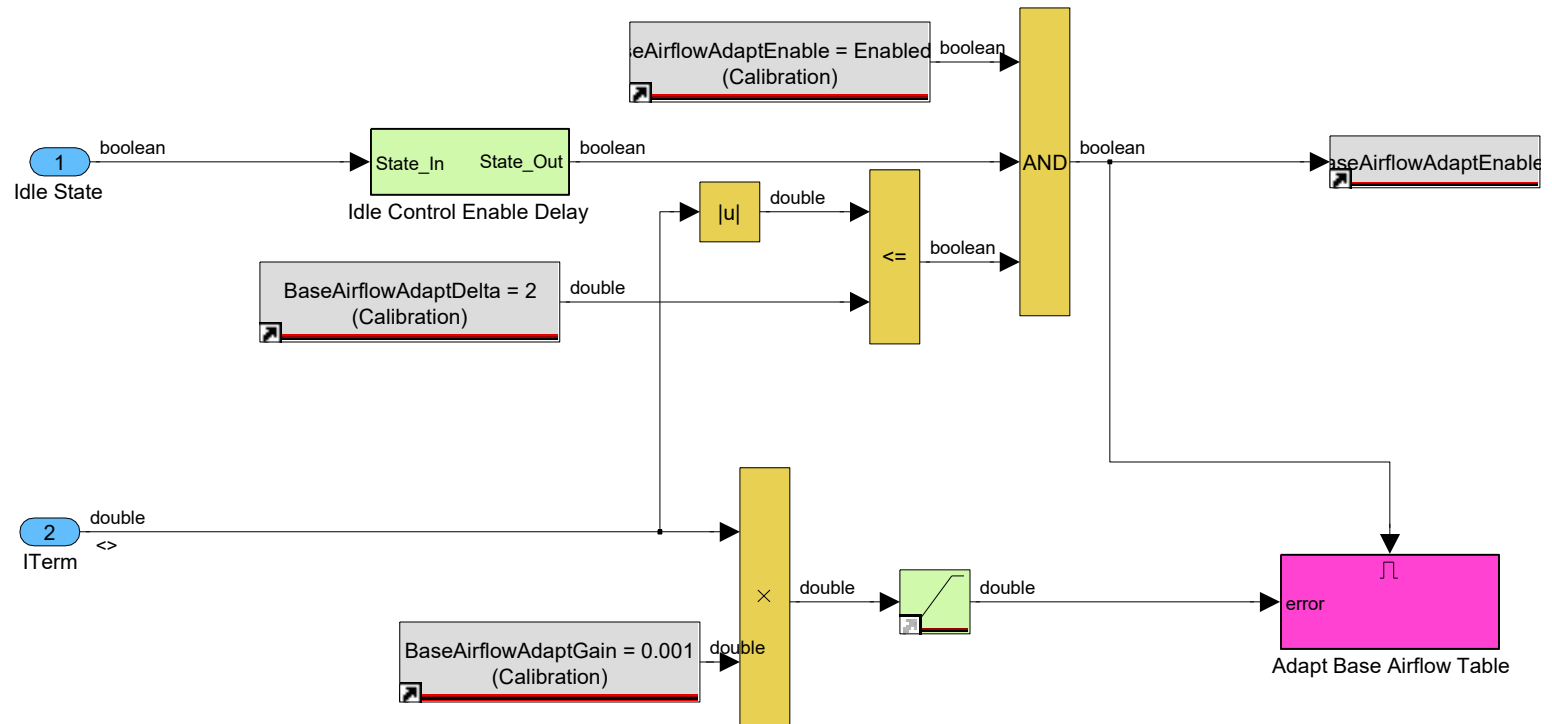 seAirflowAdaptEnable = Enabled
(Calibration)
boolean
1
boolean
Idle State
State_In
State_Out
boolean
Idle Control Enable Delay
AND
boolean
aseAirflowAdaptEnable
|u|
double
<=
boolean
BaseAirflowAdaptDelta = 2
(Calibration)
double
2
double
<>
ITerm
×
double
double
error
Adapt Base Airflow Table
BaseAirflowAdaptGain = 0.001
(Calibration)
double